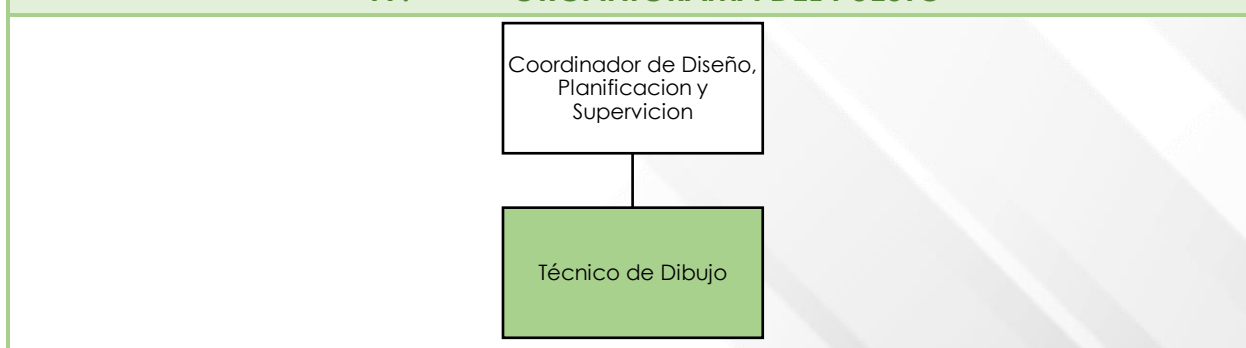 Coordinador de Diseño,
Planificacion y
Supervicion
Técnico de Dibujo